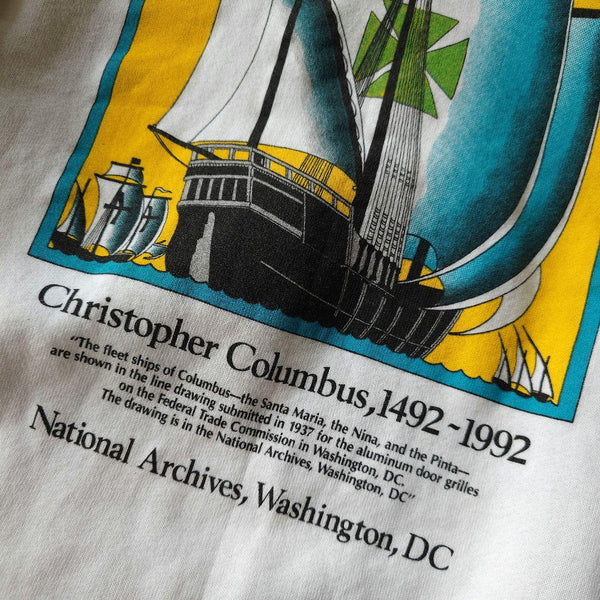 Christopher Columbus, 1492-1992
"The fleet ships of Columbus—the Santa Maria, the Nina, and the Pinta—
are shown in the line drawing submitted in 1937 for the aluminum door grilles
on the Federal Trade Commission in Washington, DC.
The drawing is in the National Archives, Washington, DC"
National Archives, Washington, DC